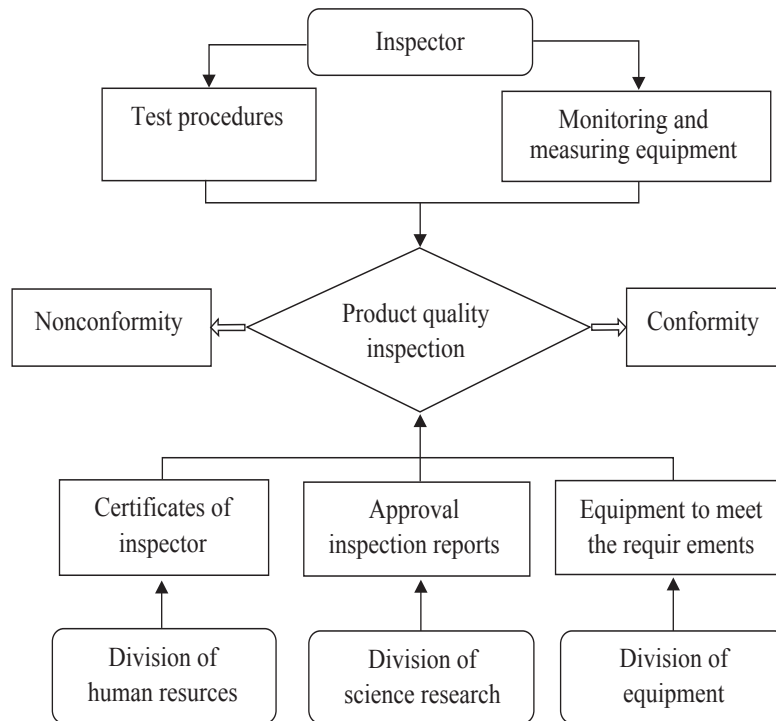 Inspector
Test procedures
Monitoring and
measuring equipment
Nonconformity
Product quality
inspection
Conformity
Certificates of
inspector
Approval
inspection reports
Equipment to meet
the requir ements
Division of
human resurces
Division of
science research
Division of
equipment